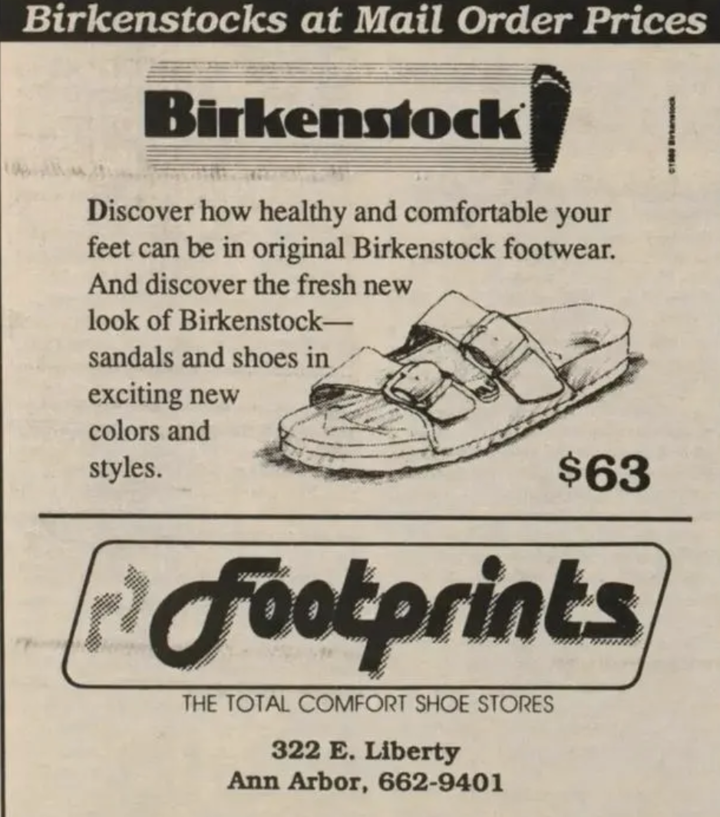 Birkenstocks at Mail Order Prices
Birkenstock
©1989 Birkenstock
Discover how healthy and comfortable your
feet can be in original Birkenstock footwear.
And discover the fresh new
look of Birkenstock—
sandals and shoes in
exciting new
colors and
styles.
$63
Footprints
THE TOTAL COMFORT SHOE STORES
322 E. Liberty
Ann Arbor, 662-9401